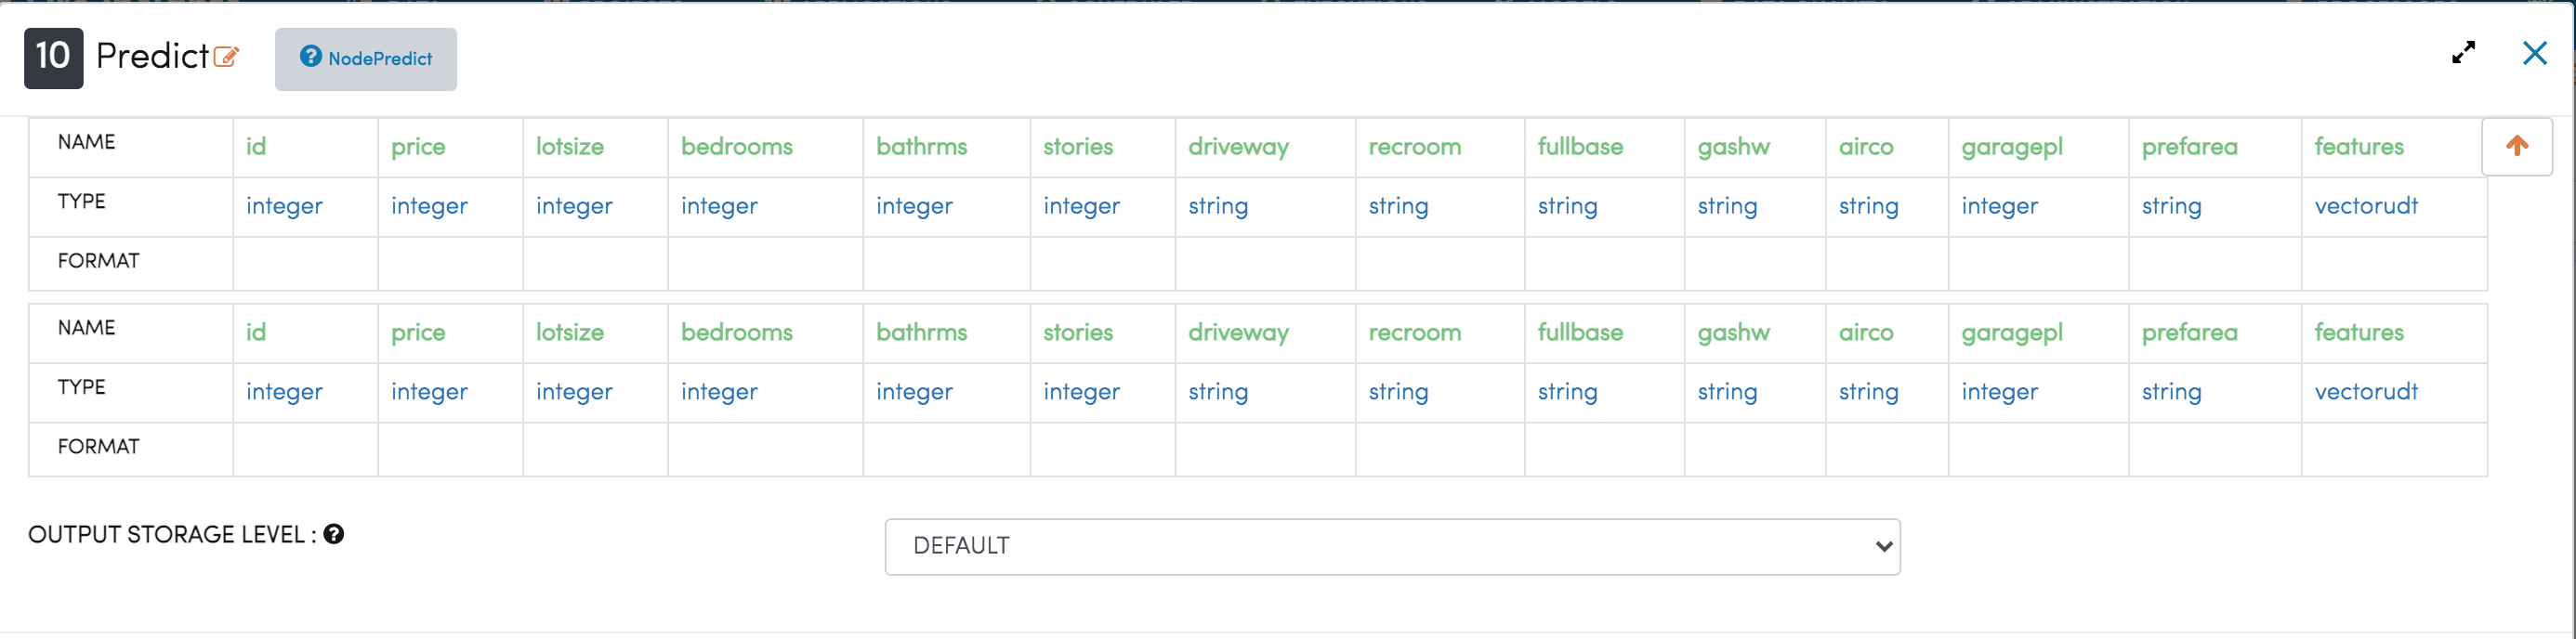 10 Predict NodePredict
NAME id price lotsize bedrooms bathrms stories driveway recroom fullbase gashw airco garagepl prefarea features
TYPE integer integer integer integer integer integer string string string string string integer string vectorudt
FORMAT
NAME id price lotsize bedrooms bathrms stories driveway recroom fullbase gashw airco garagepl prefarea features
TYPE integer integer integer integer integer integer string string string string string integer string vectorudt
FORMAT
OUTPUT STORAGE LEVEL : DEFAULT